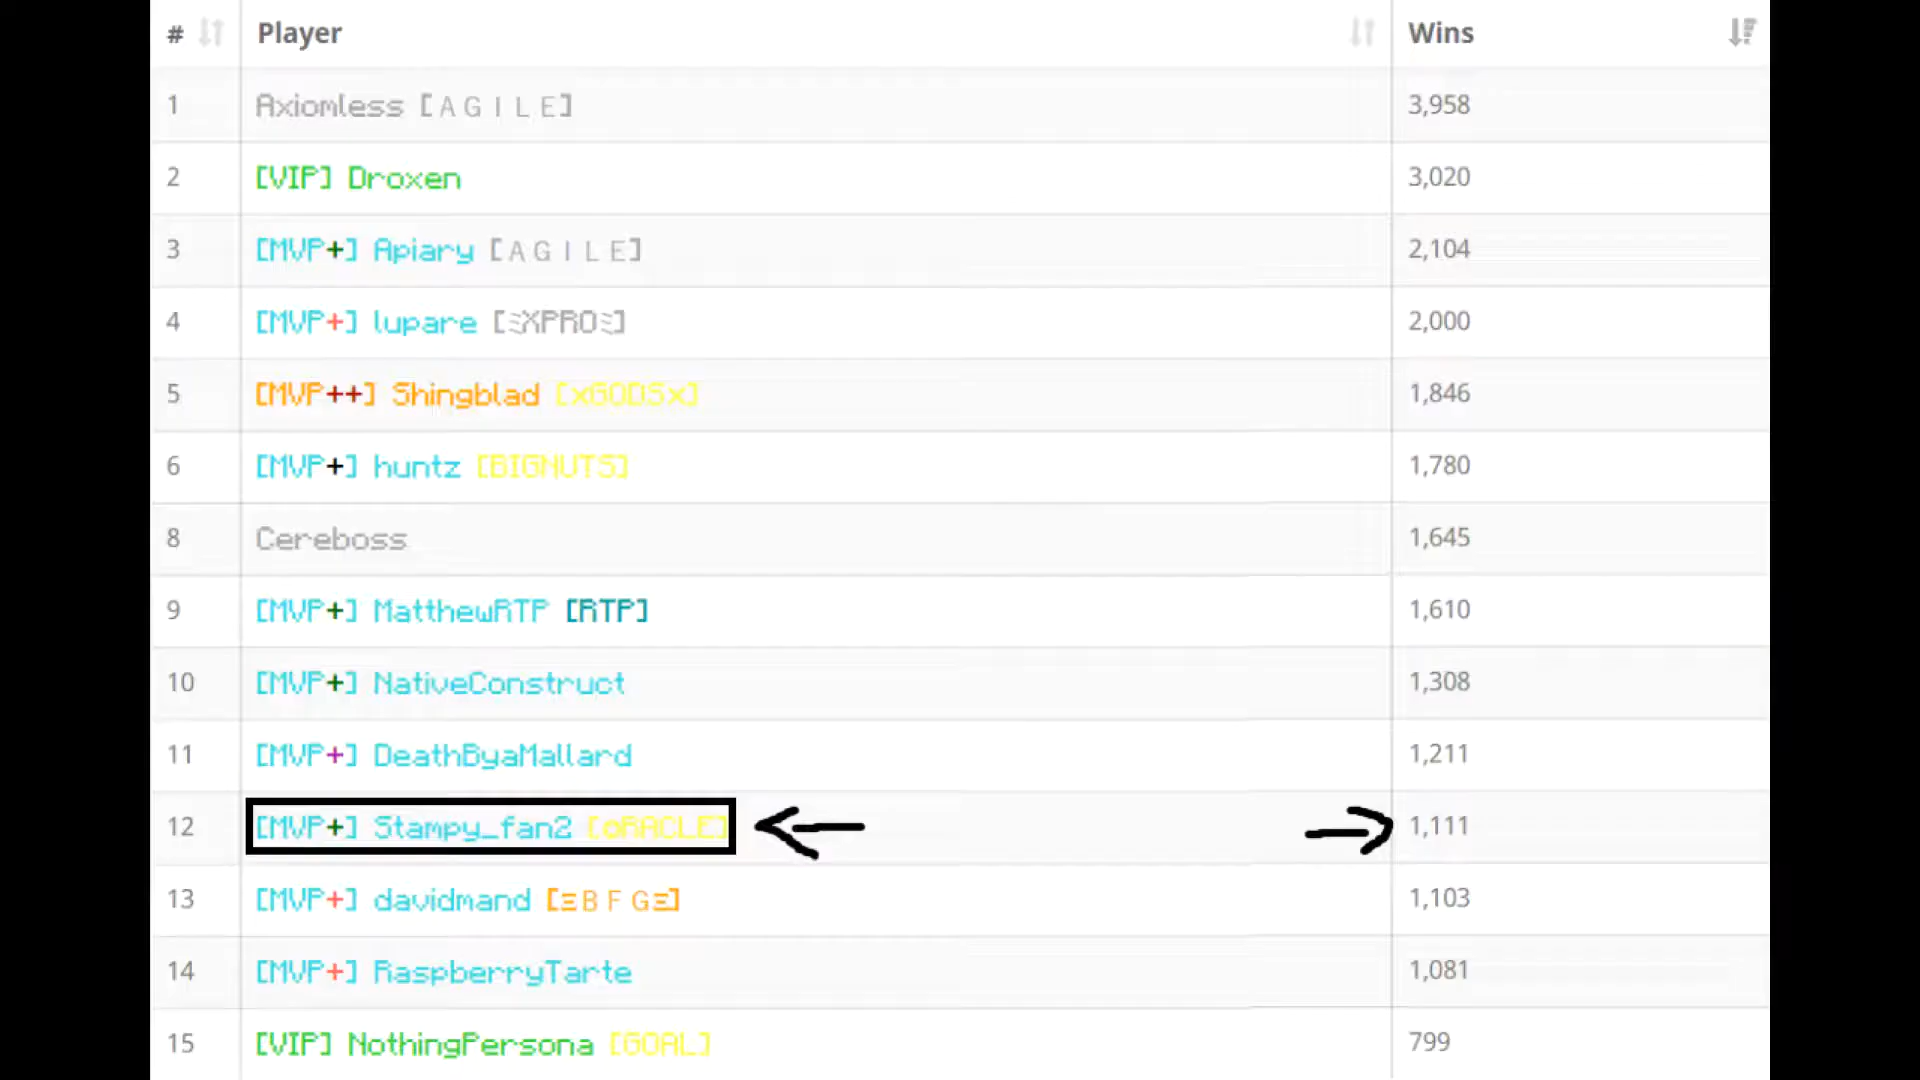 # Player Wins
1 Axiomless [A G I L E] 3,958
2 [VIP] Droxen 3,020
3 [MVP+] Apiary [A G I L E] 2,104
4 [MVP+] lupare [ΞXPROΞ] 2,000
5 [MVP++] Shingblad [xGODSx] 1,846
6 [MVP+] huntz [BIGNUTS] 1,780
8 Cereboss 1,645
9 [MVP+] MatthewRTP [RTP] 1,610
10 [MVP+] NativeConstruct 1,308
11 [MVP+] DeathByaMallard 1,211
12 [MVP+] Stampy_fan2 [oRACLE] 1,111
13 [MVP+] davidmand [ΞB F GΞ] 1,103
14 [MVP+] RaspberryTarte 1,081
15 [VIP] NothingPersona [GOAL] 799